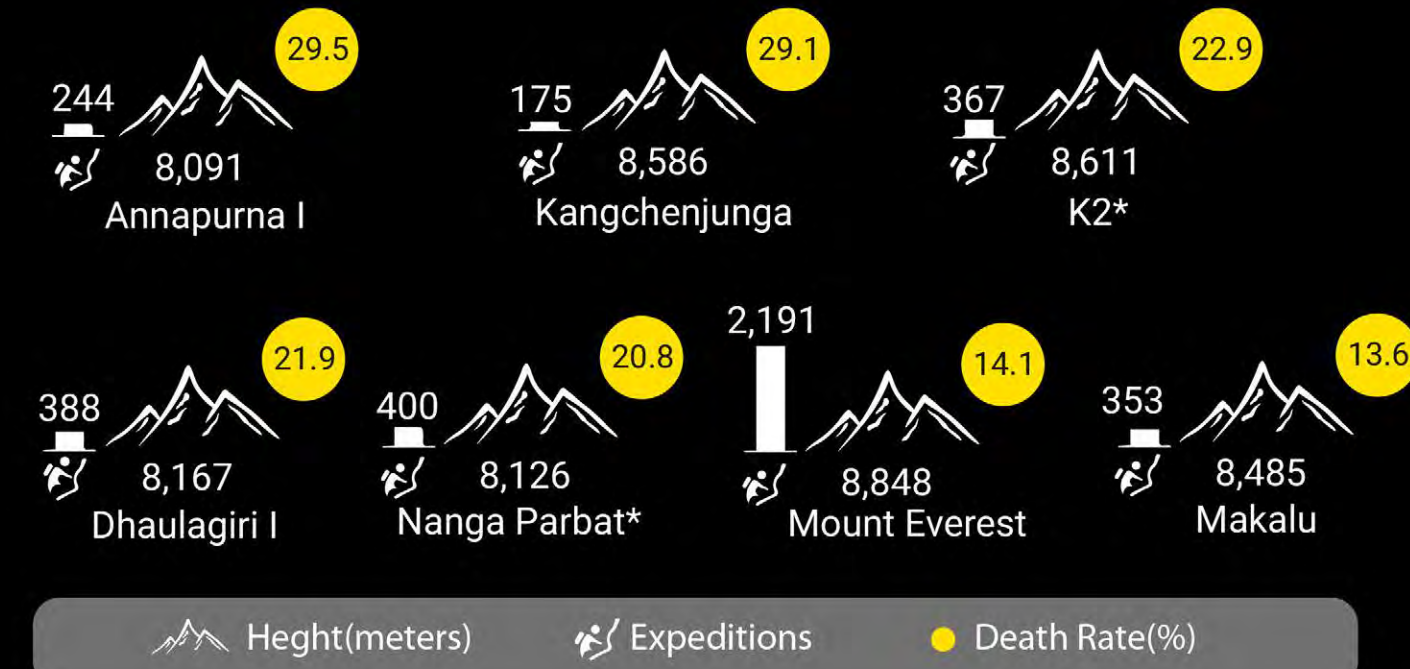 29.5
244
8,091
Annapurna I
29.1
175
8,586
Kangchenjunga
22.9
367
8,611
K2*
21.9
388
8,167
Dhaulagiri I
20.8
400
8,126
Nanga Parbat*
2,191
14.1
8,848
Mount Everest
13.6
353
8,485
Makalu
Heght(meters) Expeditions Death Rate(%)